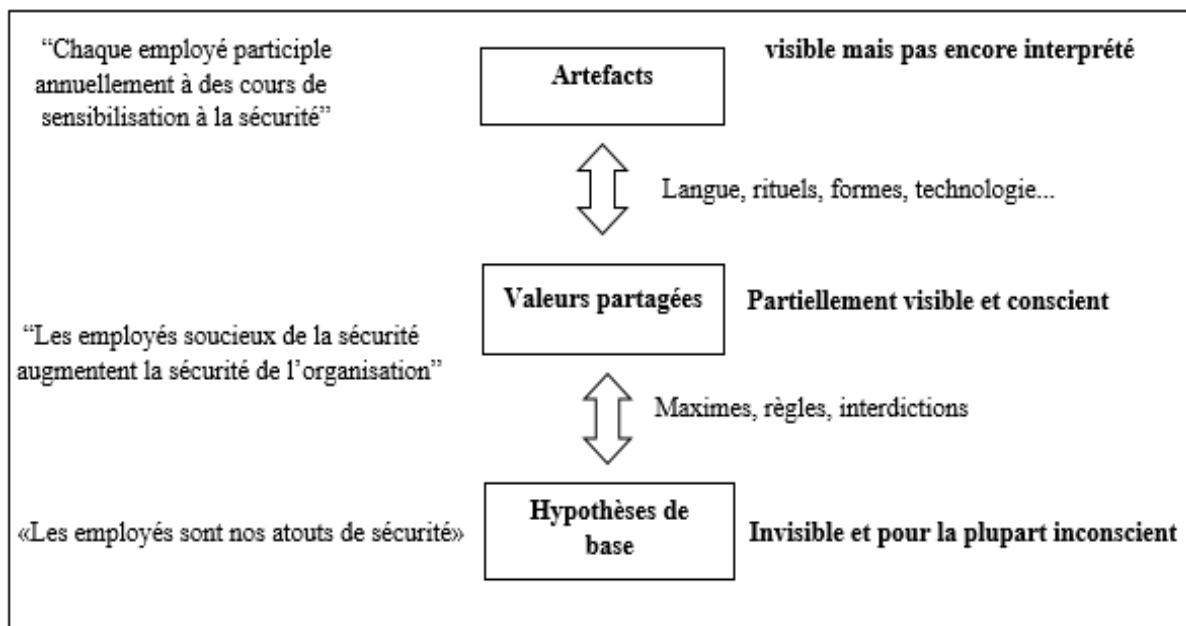 “Chaque employé participle
annuellement à des cours de
sensibilisation à la sécurité”
Artefacts
visible mais pas encore interprété
Langue, rituels, formes, technologie...
Valeurs partagées
Partiellement visible et conscient
“Les employés soucieux de la sécurité
augmentent la sécurité de l’organisation”
Maximes, règles, interdictions
«Les employés sont nos atouts de sécurité»
Hypothèses de
base
Invisible et pour la plupart inconscient